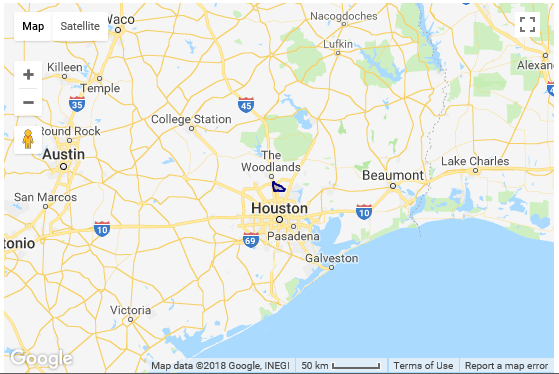 Map Satellite
Waco
Nacogdoches
Lufkin
Killeen
Temple
Alexan
35
45
College Station
Round Rock
Austin
The
Woodlands
Lake Charles
Beaumont
San Marcos
Houston
10
10
tonio
69
Pasadena
Galveston
Victoria
Google
Map data ©2018 Google, INEGI 50 km Terms of Use Report a map error